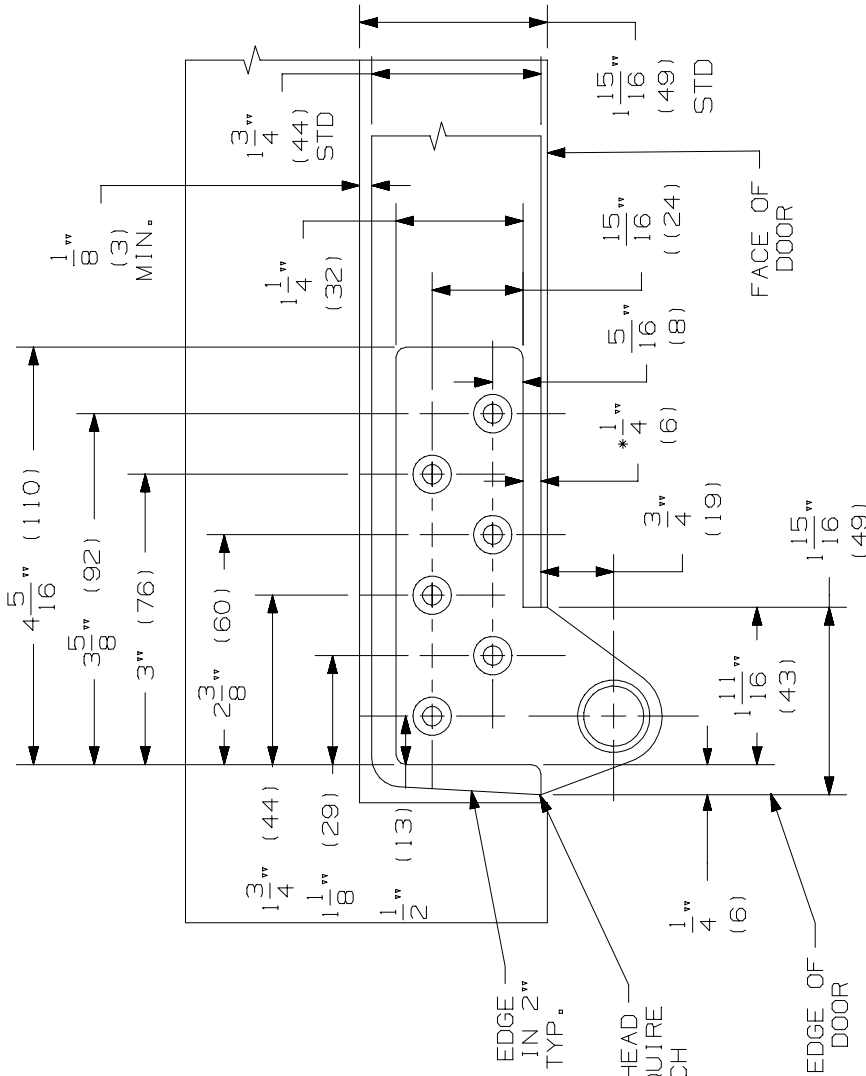 4 5/16" (110)
3 5/8" (92)
3" (76)
2 3/8" (60)
1 3/4" (44)
1 1/8" (29)
1/2" (13)
1/8"
(3)
MIN.
1 3/4"
(44)
STD
1 1/4"
(32)
1 15/16"
(49)
STD
15/16"
((24)
5/16"
(8)
*1/4"
(6)
3/4"
(19)
FACE OF
DOOR
1 15/16"
(49)
1 11/16"
(43)
1/4"
(6)
EDGE
IN 2"
TYP.
HEAD
QUIRE
CH
EDGE OF
DOOR